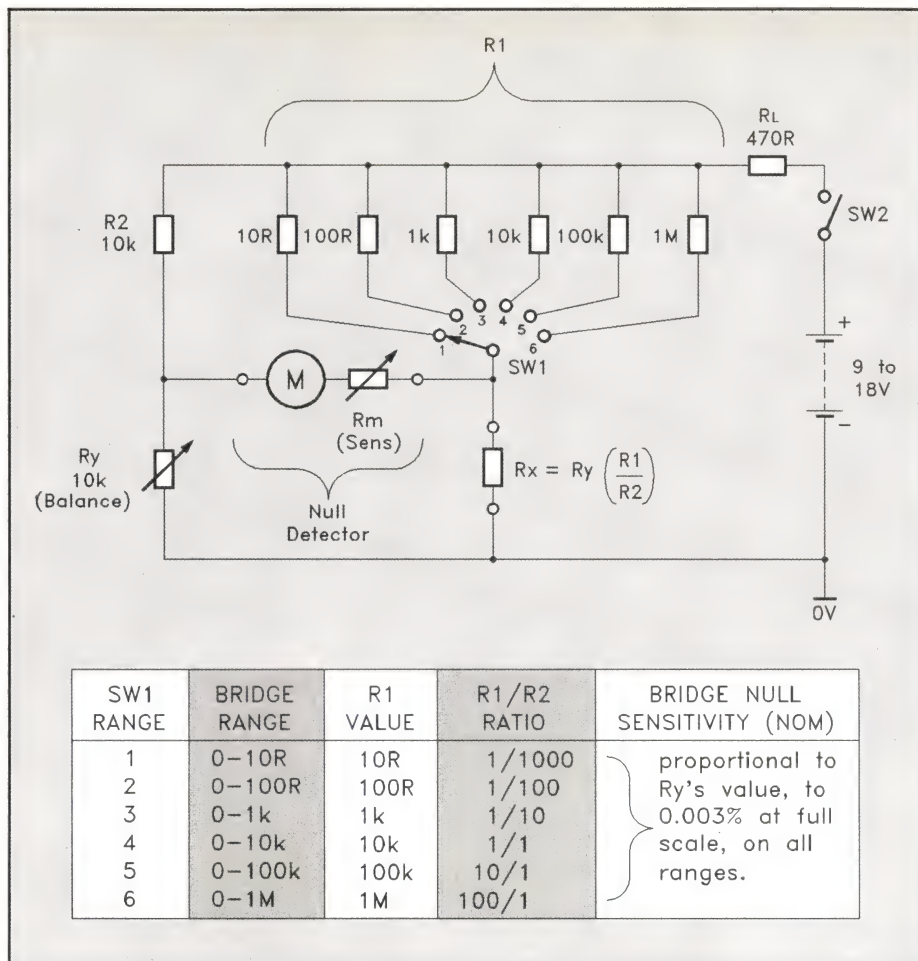 R1
RL
470R
R2
10k
10R
100R
1k
10k
100k
1M
SW2
1
2
3
4
5
6
SW1
+
9 to
18V
–
M
Rm
(Sens)
Ry
10k
(Balance)
Null
Detector
Rx = Ry (R1/R2)
0V
SW1 RANGE | BRIDGE RANGE | R1 VALUE | R1/R2 RATIO | BRIDGE NULL SENSITIVITY (NOM)
1 0–10R 10R 1/1000 proportional to
2 0–100R 100R 1/100 Ry's value, to
3 0–1k 1k 1/10 0.003% at full
4 0–10k 10k 1/1 scale, on all
5 0–100k 100k 10/1 ranges.
6 0–1M 1M 100/1